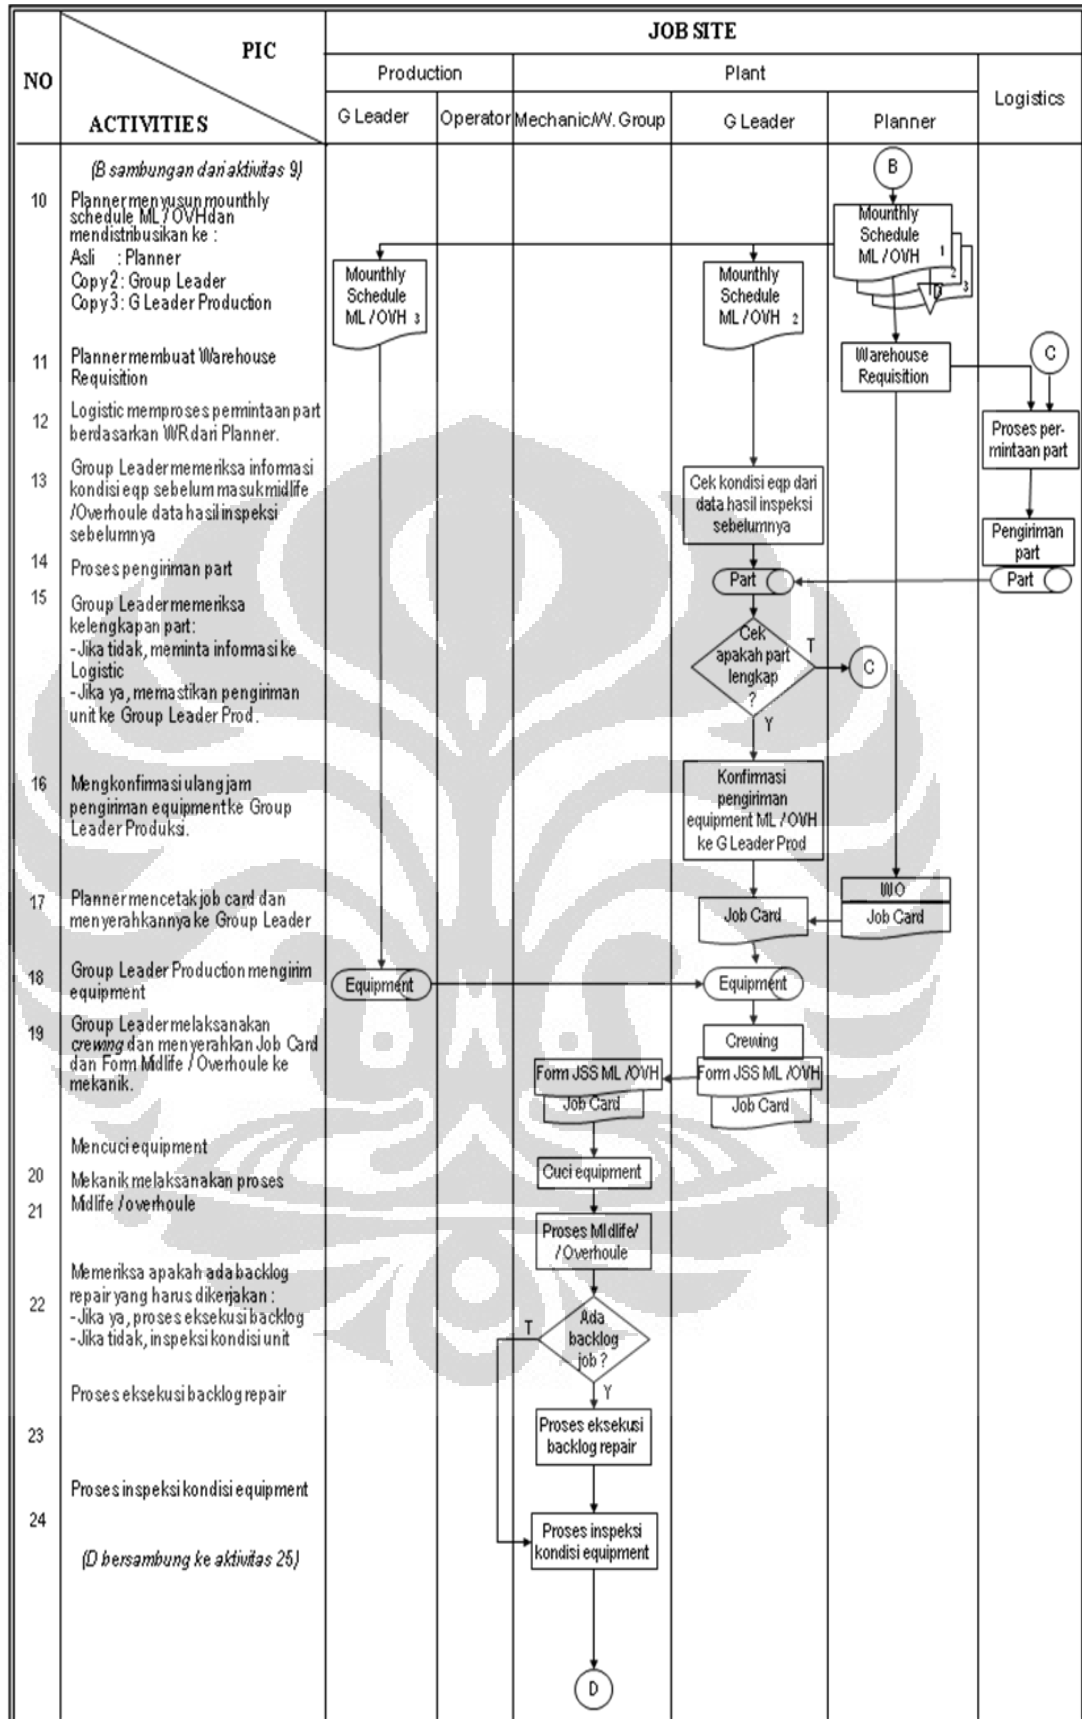 JOB SITE
PIC
NO
Production
Plant
Logistics
ACTIVITIES
G Leader
Operator
Mechanic/W. Group
G Leader
Planner
(B sambungan dari aktivitas 9)
B
10
Planner menyusun mounthly
schedule ML / OVH dan
mendistribusikan ke :
Asli : Planner
Copy 2 : Group Leader
Copy 3 : G Leader Production
Mounthly
Schedule
ML / OVH 1
2
3
Mounthly
Schedule
ML / OVH 3
Mounthly
Schedule
ML / OVH 2
11
Planner membuat Warehouse
Requisition
Warehouse
Requisition
C
12
Logistic memproses permintaan part
berdasarkan WR dari Planner.
Proses per-
mintaan part
13
Group Leader memeriksa informasi
kondisi eqp sebelum masuk midlife
/Overhoule data hasil inspeksi
sebelumnya
Cek kondisi eqp dari
data hasil inspeksi
sebelumnya
Pengiriman
part
14
Proses pengiriman part
Part
Part
15
Group Leader memeriksa
kelengkapan part:
-Jika tidak, meminta informasi ke
Logistic
-Jika ya, memastikan pengiriman
unit ke Group Leader Prod.
Cek
apakah part
lengkap
?
T
C
Y
16
Mengkonfirmasi ulang jam
pengiriman equipment ke Group
Leader Produksi.
Konfirmasi
pengiriman
equipment ML / OVH
ke G Leader Prod
17
Planner mencetak job card dan
menyerahkannya ke Group Leader
WO
Job Card
Job Card
18
Group Leader Production mengirim
equipment
Equipment
Equipment
19
Group Leader melaksanakan
crewing dan menyerahkan Job Card
dan Form Midlife / Overhoule ke
mekanik.
Crewing
Form JSS ML /OVH
Job Card
Form JSS ML /OVH
Job Card
Mencuci equipment
20
Cuci equipment
Mekanik melaksanakan proses
Midlife / overhoule
21
Proses Midlife/
/ Overhoule
Memeriksa apakah ada backlog
repair yang harus dikerjakan :
-Jika ya, proses eksekusi backlog
-Jika tidak, inspeksi kondisi unit
22
Ada
backlog
job ?
T
Y
Proses eksekusi backlog repair
23
Proses eksekusi
backlog repair
Proses inspeksi kondisi equipment
24
Proses inspeksi
kondisi equipment
(D bersambung ke aktivitas 25)
D